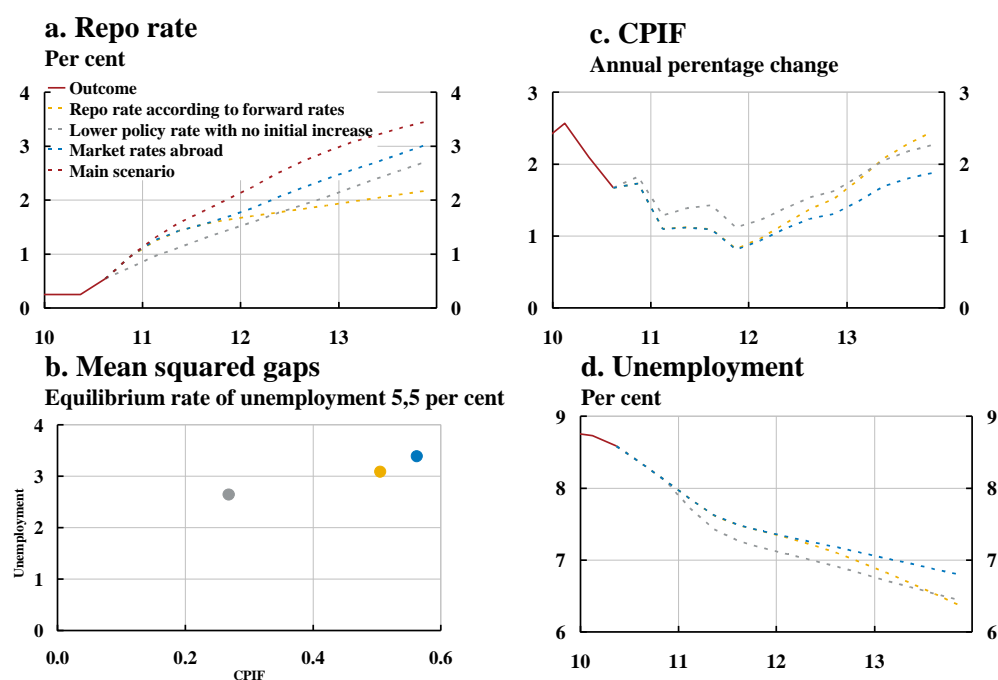 a. Repo rate
Per cent
4
3
2
1
0
4
3
2
1
0
Outcome
Repo rate according to forward rates
Lower policy rate with no initial increase
Market rates abroad
Main scenario
10 11 12 13
c. CPIF
Annual perentage change
3
2
1
0
3
2
1
0
10 11 12 13
b. Mean squared gaps
Equilibrium rate of unemployment 5,5 per cent
Unemployment
4
3
2
1
0
0.0 0.2 0.4 0.6
CPIF
d. Unemployment
Per cent
9
8
7
6
9
8
7
6
10 11 12 13